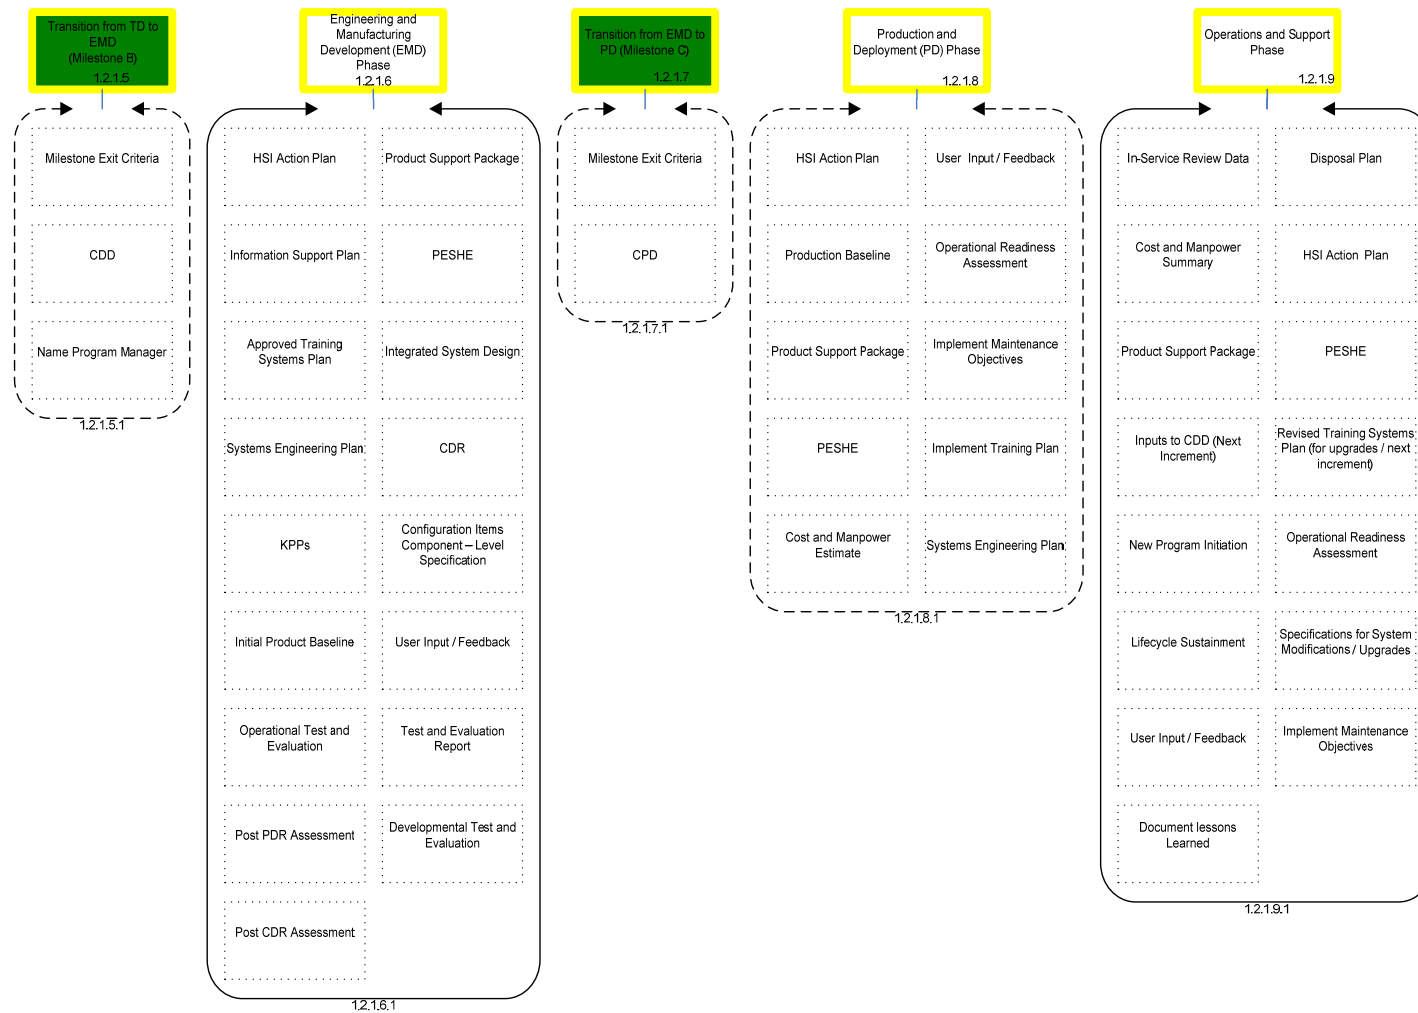 Transition from TD to
EMD
(Milestone B)
1.2.1.5
Milestone Exit Criteria
CDD
Name Program Manager
1.2.1.5.1
Engineering and
Manufacturing
Development (EMD)
Phase
1.2.1.6
HSI Action Plan
Product Support Package
Information Support Plan
PESHE
Approved Training
Systems Plan
Integrated System Design
Systems Engineering Plan
CDR
KPPs
Configuration Items
Component – Level
Specification
Initial Product Baseline
User Input / Feedback
Operational Test and
Evaluation
Test and Evaluation
Report
Post PDR Assessment
Developmental Test and
Evaluation
Post CDR Assessment
1.2.1.6.1
Transition from EMD to
PD (Milestone C)
1.2.1.7
Milestone Exit Criteria
CPD
1.2.1.7.1
Production and
Deployment (PD) Phase
1.2.1.8
HSI Action Plan
User Input / Feedback
Production Baseline
Operational Readiness
Assessment
Product Support Package
Implement Maintenance
Objectives
PESHE
Implement Training Plan
Cost and Manpower
Estimate
Systems Engineering Plan
1.2.1.8.1
Operations and Support
Phase
1.2.1.9
In-Service Review Data
Disposal Plan
Cost and Manpower
Summary
HSI Action Plan
Product Support Package
PESHE
Inputs to CDD (Next
Increment)
Revised Training Systems
Plan (for upgrades / next
increment)
New Program Initiation
Operational Readiness
Assessment
Lifecycle Sustainment
Specifications for System
Modifications / Upgrades
User Input / Feedback
Implement Maintenance
Objectives
Document lessons
Learned
1.2.1.9.1